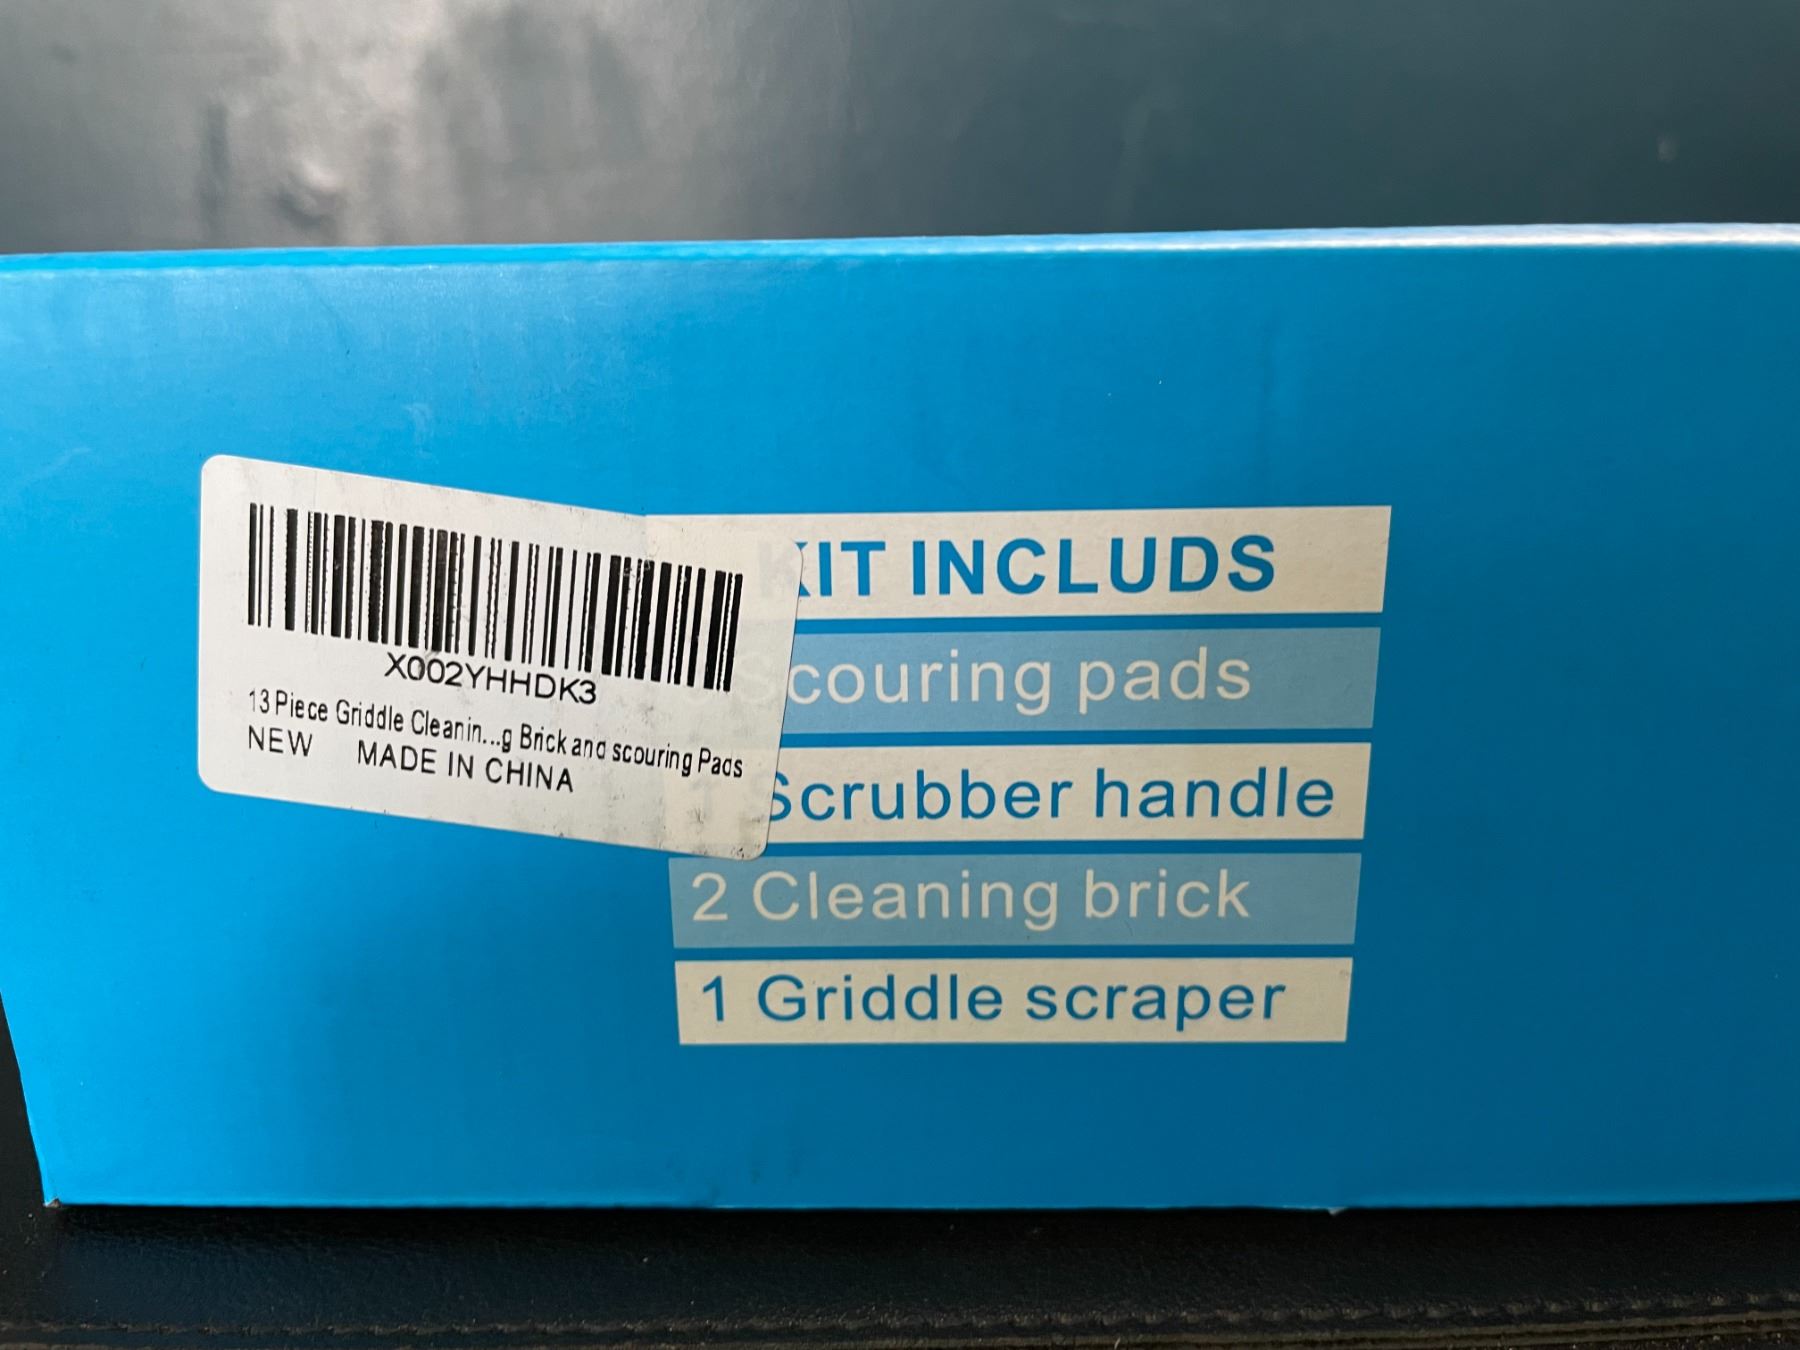 X002YHHDK3
13 Piece Griddle Cleanin...g Brick and scouring Pads
NEW MADE IN CHINA
KIT INCLUDS
Scouring pads
Scrubber handle
2 Cleaning brick
1 Griddle scraper